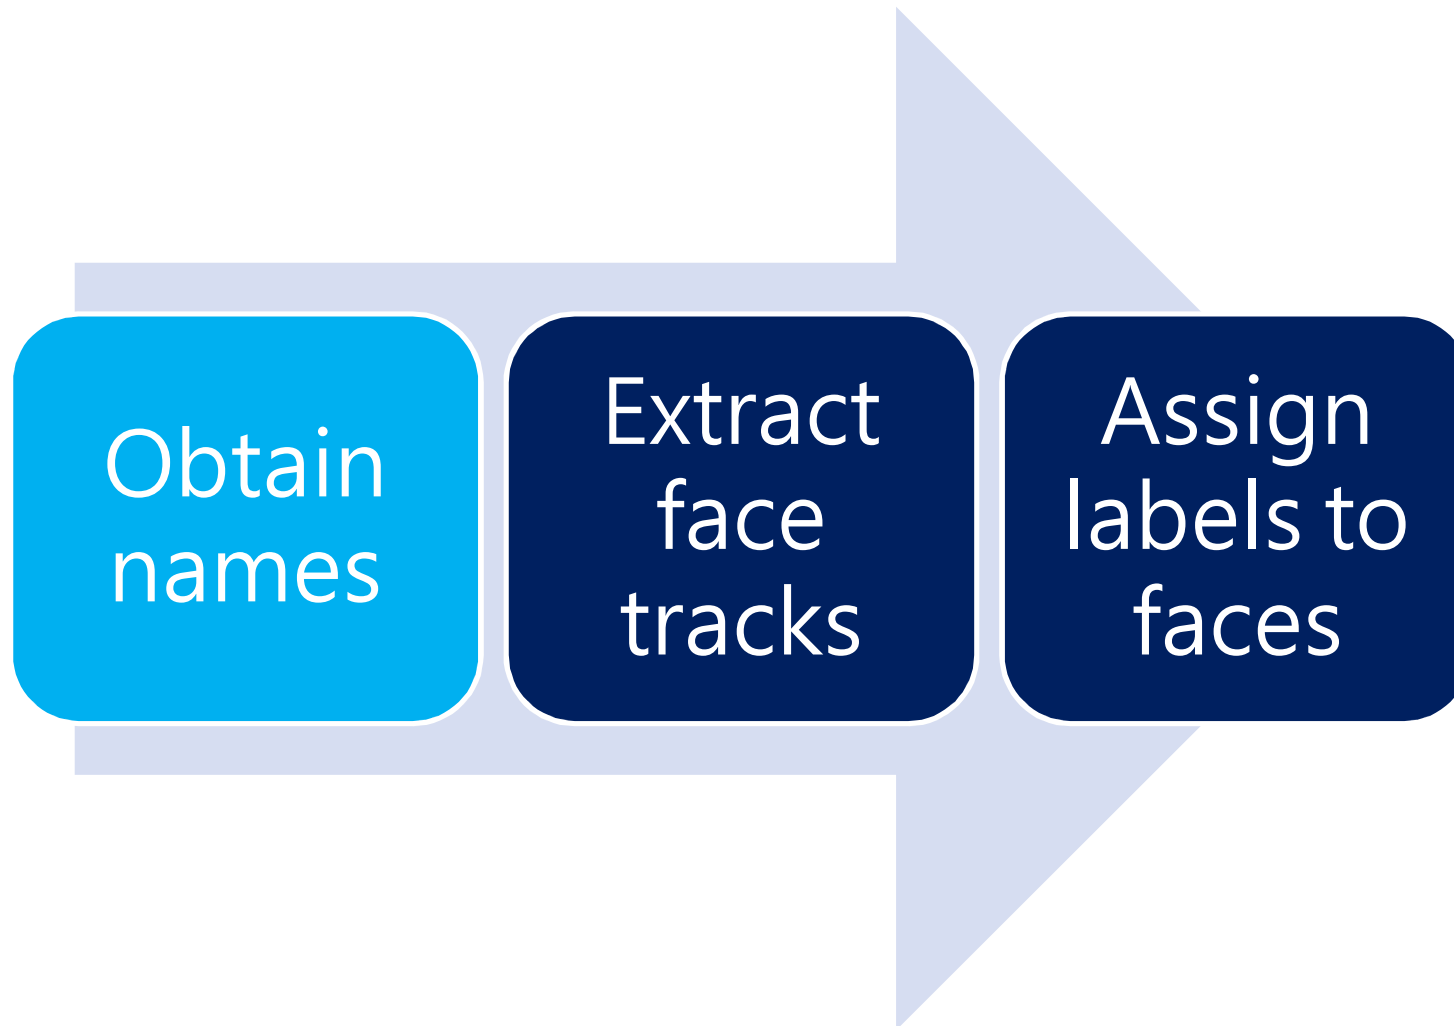 Obtain
names
Extract
face
tracks
Assign
labels to
faces